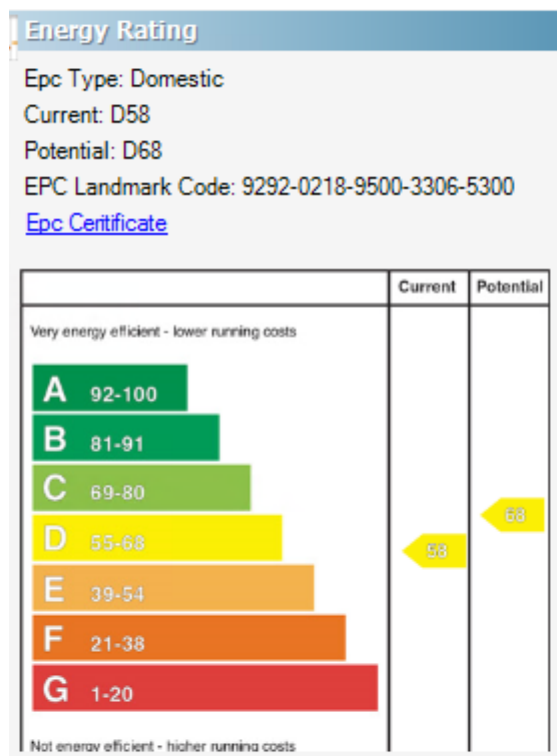 Energy Rating
Epc Type: Domestic
Current: D58
Potential: D68
EPC Landmark Code: 9292-0218-9500-3306-5300
Epc Ceritificate
Current Potential
Very energy efficient - lower running costs
A 92-100
B 81-91
C 69-80
68
D 55-68
58
E 39-54
F 21-38
G 1-20
Not energy efficient - higher running costs